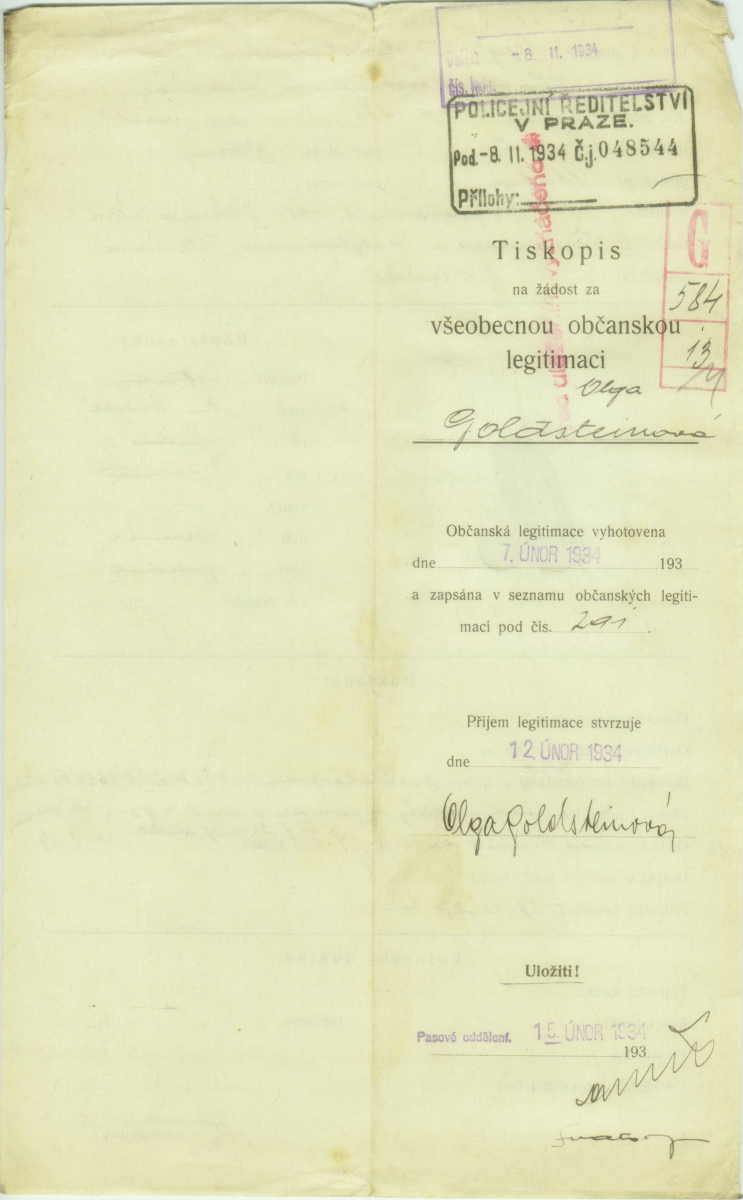 -8. 11. 1934
POLICEJNÍ ŘEDITELSTVÍ
V PRAZE.
Pod. -8. II. 1934 Č.j. 048544
Přílohy:
G
584
13
Tiskopis
na žádost za
všeobecnou občanskou
legitimaci
Olga
Goldsteinová
Občanská legitimace vyhotovena
dne 7. ÚNOR 1934 193
a zapsána v seznamu občanských legiti-
mací pod čís. 291.
Příjem legitimace stvrzuje
dne 12. ÚNOR 1934
Olga Goldsteinová
Uložiti!
Pasové oddělení. 15. ÚNOR 1934
193